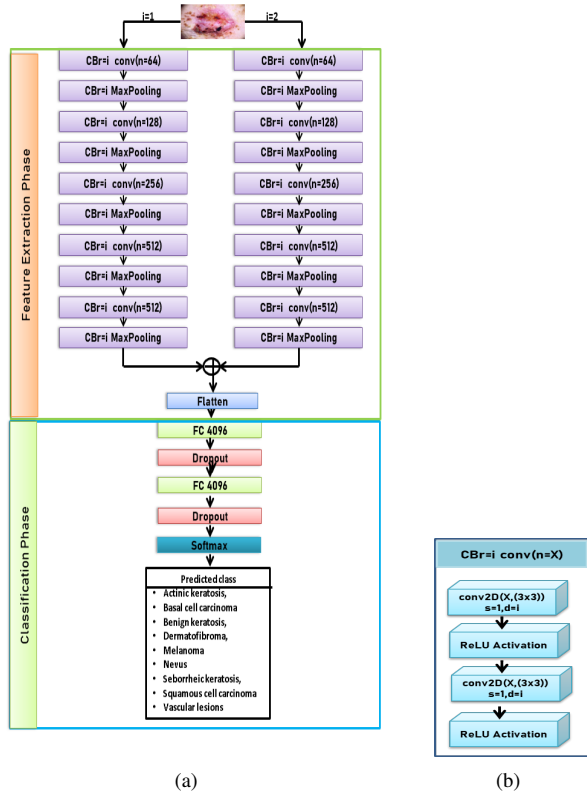 i=1
i=2
CBr=i conv(n=64)
CBr=i MaxPooling
CBr=i conv(n=128)
CBr=i MaxPooling
CBr=i conv(n=256)
CBr=i MaxPooling
CBr=i conv(n=512)
CBr=i MaxPooling
CBr=i conv(n=512)
CBr=i MaxPooling
CBr=i conv(n=64)
CBr=i MaxPooling
CBr=i conv(n=128)
CBr=i MaxPooling
CBr=i conv(n=256)
CBr=i MaxPooling
CBr=i conv(n=512)
CBr=i MaxPooling
CBr=i conv(n=512)
CBr=i MaxPooling
Feature Extraction Phase
Flatten
Classification Phase
FC 4096
Dropout
FC 4096
Dropout
Softmax
Predicted class
• Actinic keratosis,
• Basal cell carcinoma
• Benign keratosis,
• Dermatofibroma,
• Melanoma
• Nevus
• Seborrheic keratosis,
• Squamous cell carcinoma
• Vascular lesions
(a)
CBr=i conv(n=X)
conv2D(X,(3x3))
s=1,d=i
ReLU Activation
conv2D(X,(3x3))
s=1,d=i
ReLU Activation
(b)